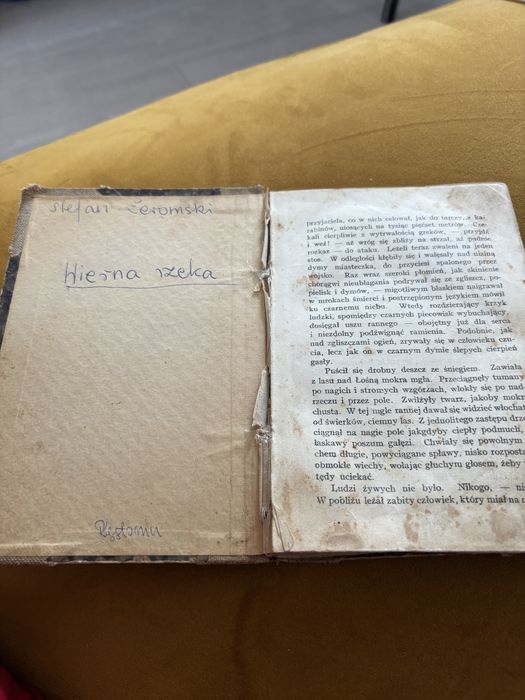 stefan Żeromski
Wierna rzeka
przyjaciela, co w nich celował, jak do tarczy, z ka-
rabinów, niosących na tysiąc pięćset metrów. Cze-
kali cierpliwie z wytrwałością greków, — przyjdź
i weź! — aż wróg się zbliży na strzał, aż padnie
rozkaz — do ataku. Leżeli teraz zwaleni na jeden
stos. W odległości kłębiły się i wałęsały nad niziną
dymy miasteczka, do przyciesi spalonego przez
wojsko. Raz wraz szeroki płomień, jak skinienie
chorągwi nieubłagania podrywał się ze zgliszcz, po-
pielisk i dymów, — migotliwym blaskiem naigrawał
w mrokach śmierci i postrzępionym językiem mówił
ku czarnemu niebu. Wtedy rozdzierający krzyk
ludzki, spomiędzy czarnych piecowisk wybuchający,
dosięgał uszu rannego — obojętny już dla serca
i niezdolny podźwignąć ramienia. Podobnie, jak
nad zgliszczami ogień, zrywały się w człowieku czu-
cia, lecz jak on w czarnym dymie ślepych cierpień
gasły.
Puścił się drobny deszcz ze śniegiem. Zawiała
z lasu nad Łośną mokra mgła. Przeciągnęły tumany
po nagich i stromych wzgórzach, wlokły się po nad
rzeczu i przez pole. Zwilżyły twarz, jakoby mokr
chusta. W tej mgle rannej dawał się widzieć włochat
od świerków, ciemny las. Z jednolitego zastępu drze
ciągnął na nagie pole jakgdyby ciepły podmuch,
łaskawy poszum gałęzi. Chwiały się powolnym
chem długie, powyciągane spławy, nisko rozposta
obmokłe wiechy, wołając głuchym głosem, żeby
tędy uciekać.
Ludzi żywych nie było. Nikogo, — ni
W pobliżu leżał zabity człowiek, który miał na r